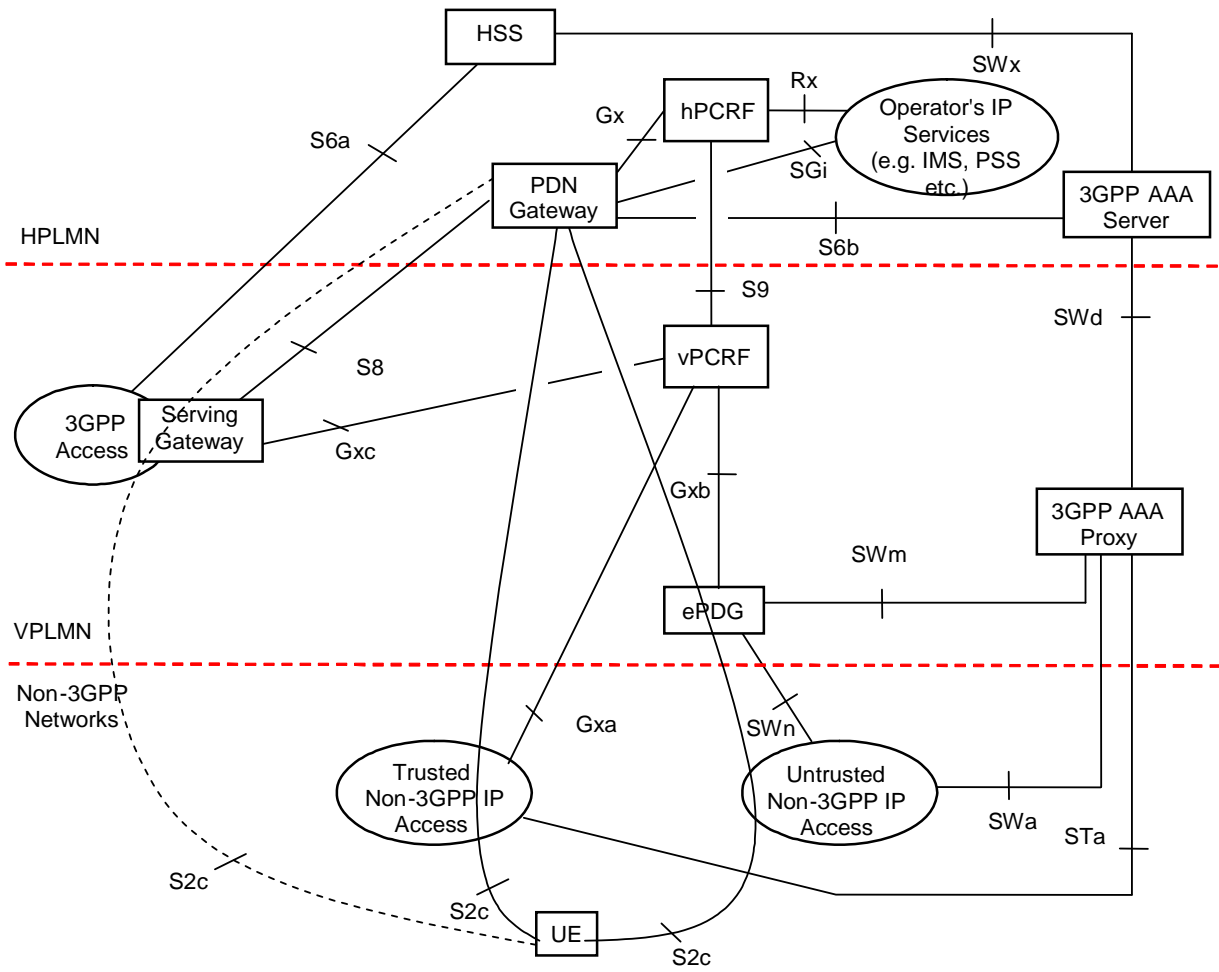 HSS
SWx
Rx
Gx
hPCRF
Operator's IP
Services
(e.g. IMS, PSS
etc.)
S6a
SGi
PDN
Gateway
3GPP AAA
Server
HPLMN
S6b
S9
SWd
vPCRF
S8
3GPP
Access
Serving
Gateway
Gxc
Gxb
3GPP AAA
Proxy
SWm
ePDG
VPLMN
Non-3GPP
Networks
Gxa
SWn
Trusted
Non-3GPP IP
Access
Untrusted
Non-3GPP IP
Access
SWa
STa
S2c
S2c
UE
S2c